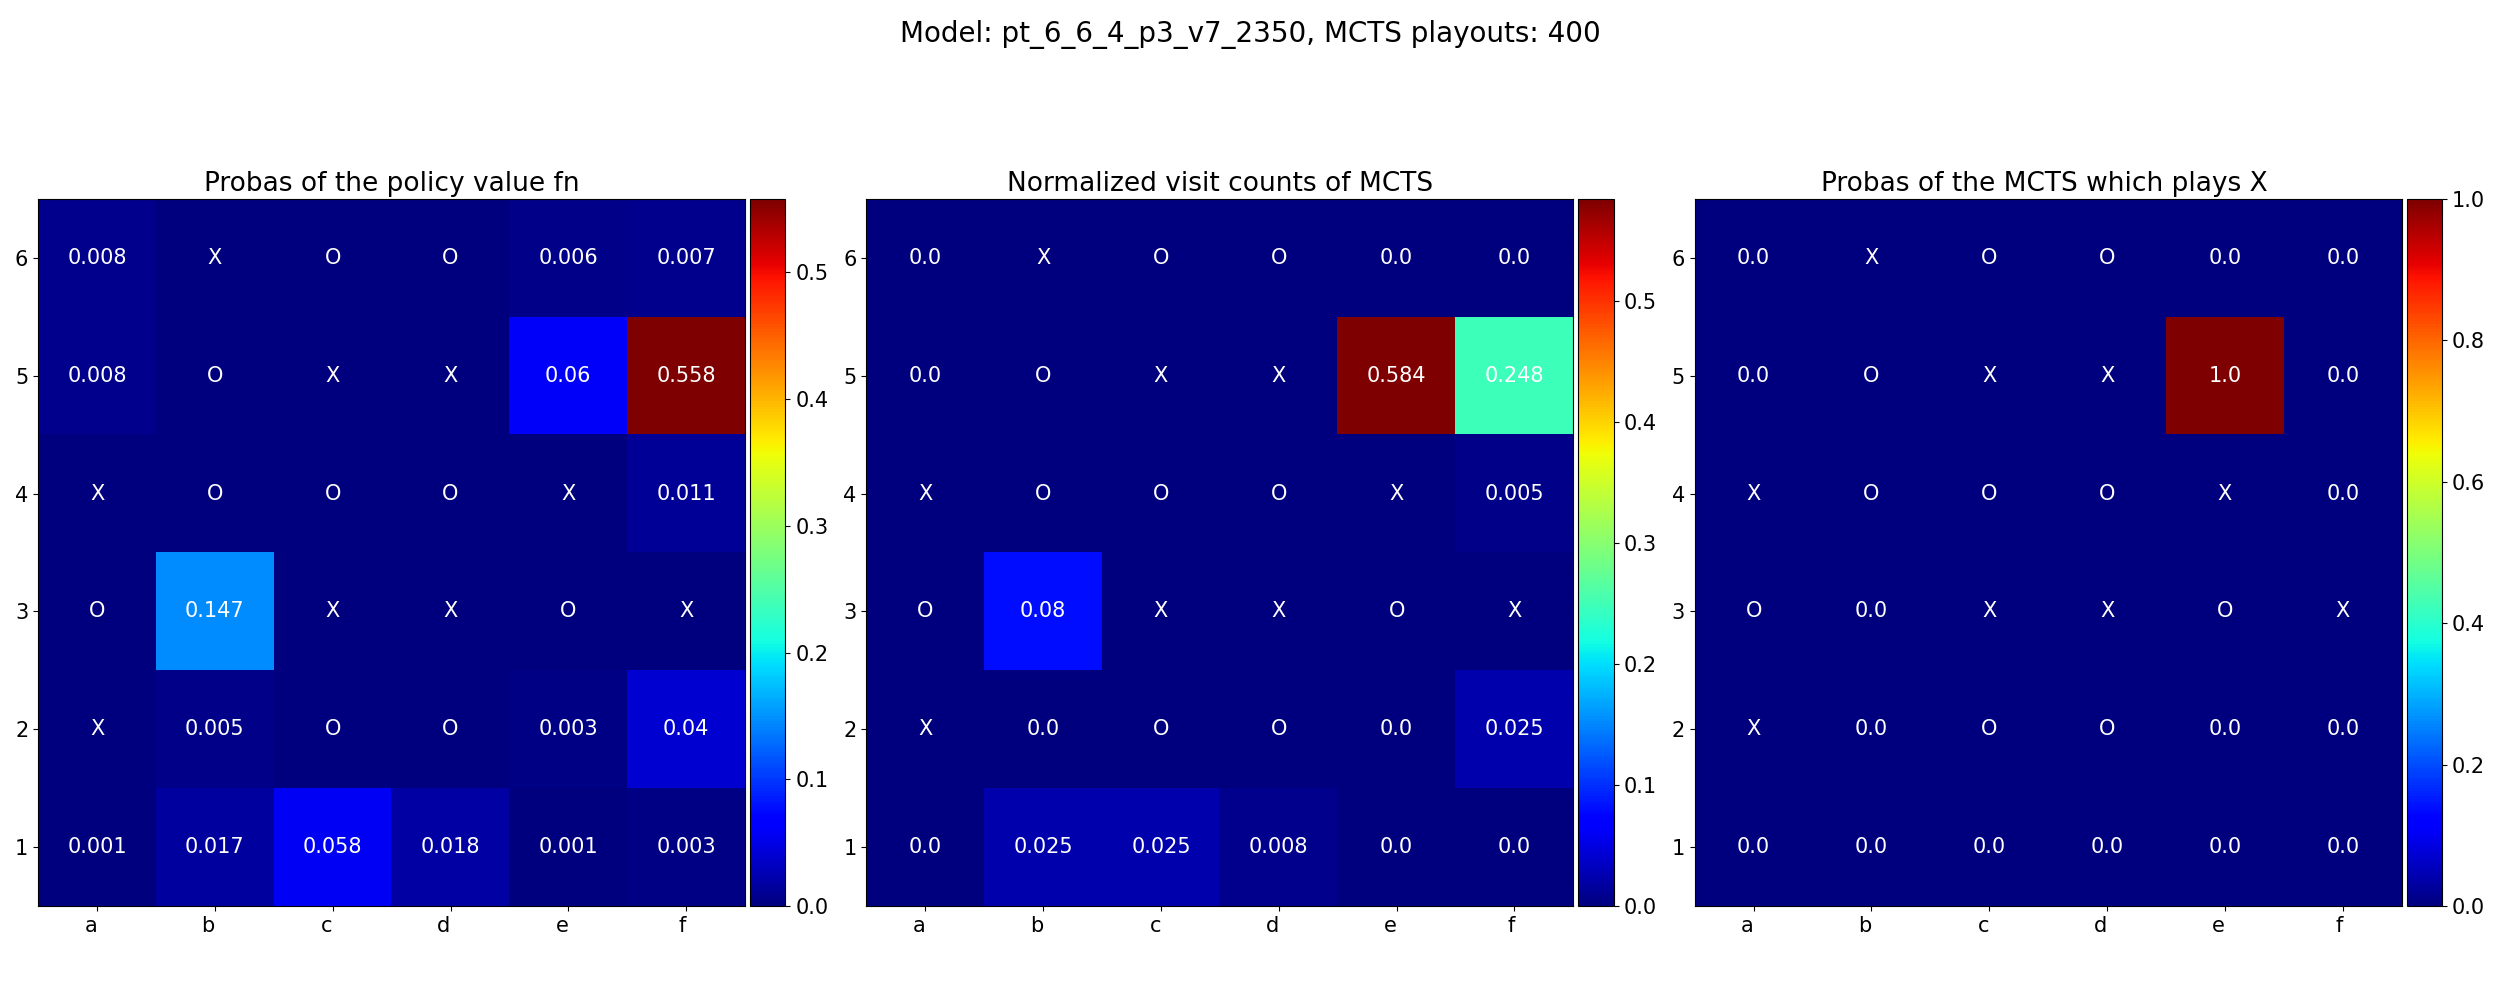 Model: pt_6_6_4_p3_v7_2350, MCTS playouts: 400
Probas of the policy value fn
6 0.008 X O O 0.006 0.007
5 0.008 O X X 0.06 0.558
4 X O O O X 0.011
3 O 0.147 X X O X
2 X 0.005 O O 0.003 0.04
1 0.001 0.017 0.058 0.018 0.001 0.003
a b c d e f
0.5
0.4
0.3
0.2
0.1
0.0
Normalized visit counts of MCTS
6 0.0 X O O 0.0 0.0
5 0.0 O X X 0.584 0.248
4 X O O O X 0.005
3 O 0.08 X X O X
2 X 0.0 O O 0.0 0.025
1 0.0 0.025 0.025 0.008 0.0 0.0
a b c d e f
0.5
0.4
0.3
0.2
0.1
0.0
Probas of the MCTS which plays X
6 0.0 X O O 0.0 0.0
5 0.0 O X X 1.0 0.0
4 X O O O X 0.0
3 O 0.0 X X O X
2 X 0.0 O O 0.0 0.0
1 0.0 0.0 0.0 0.0 0.0 0.0
a b c d e f
1.0
0.8
0.6
0.4
0.2
0.0